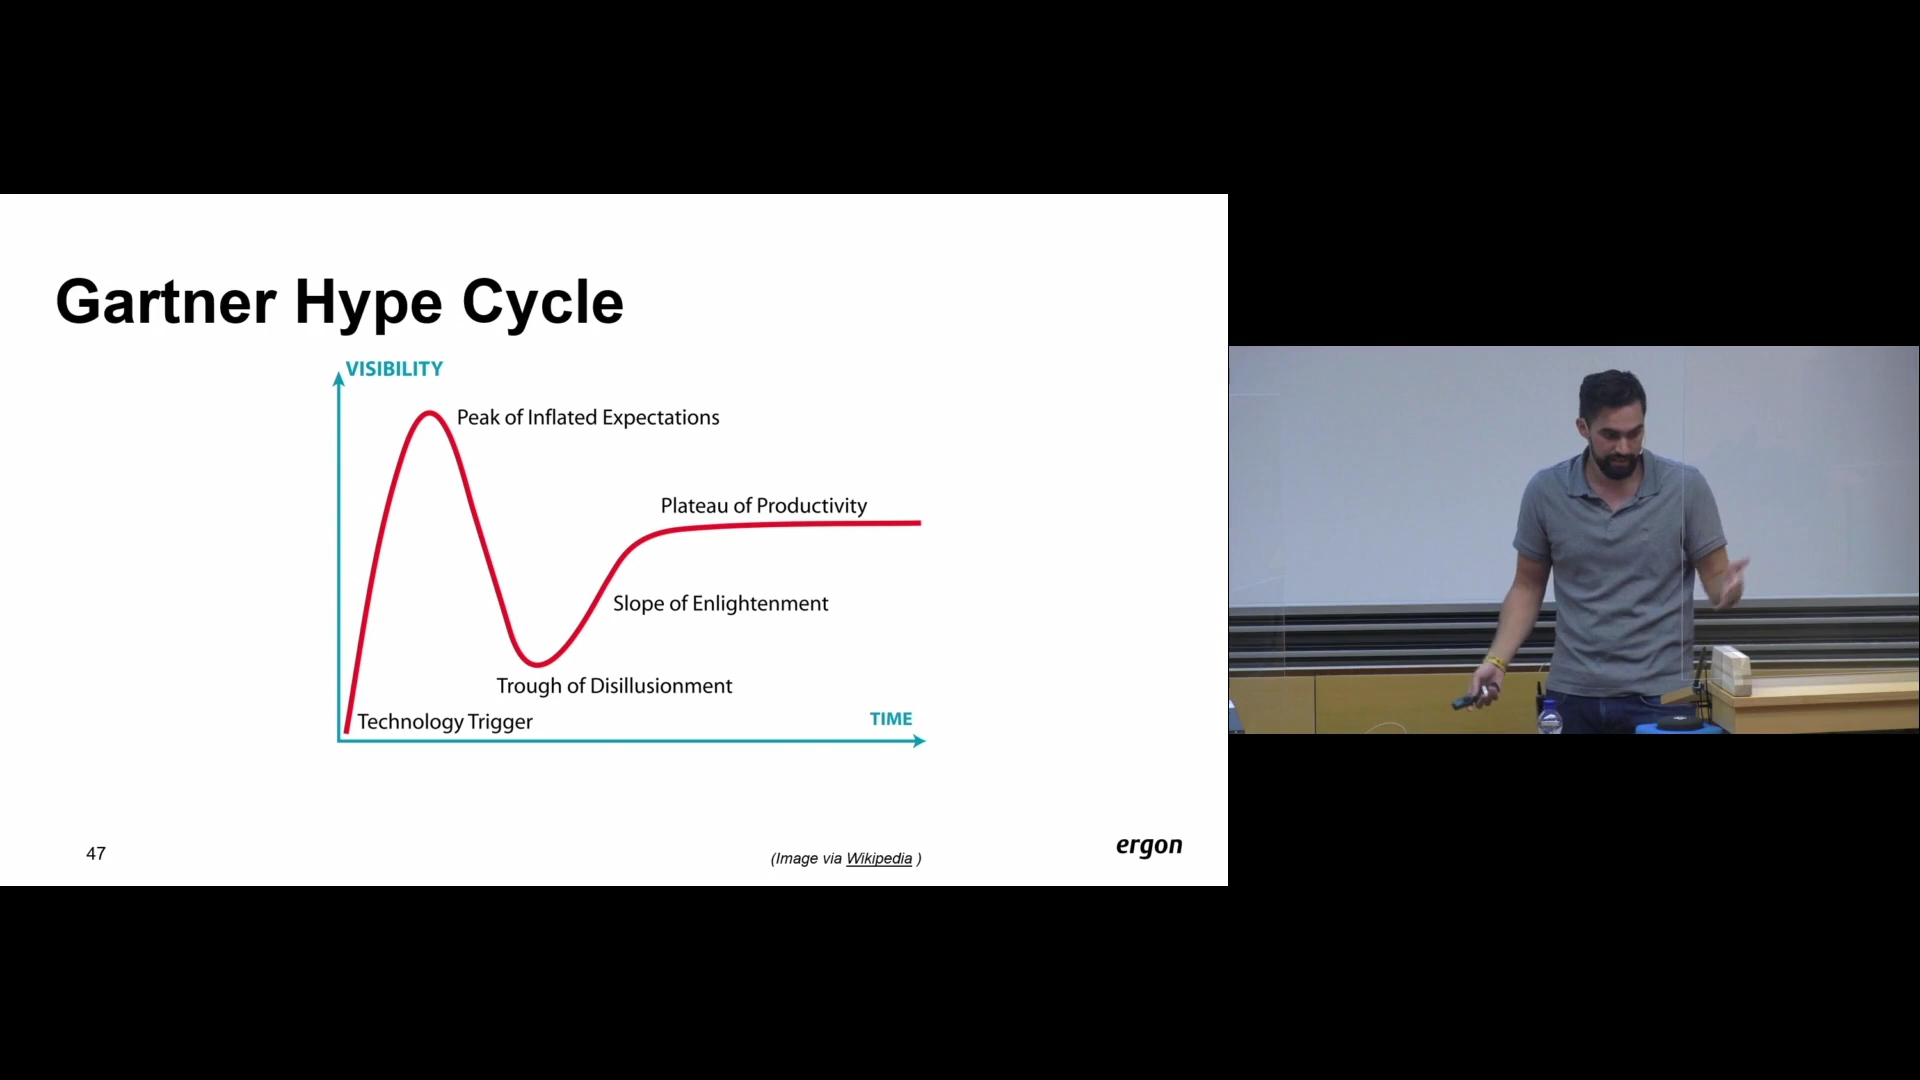 Gartner Hype Cycle
VISIBILITY
Peak of Inflated Expectations
Plateau of Productivity
Slope of Enlightenment
Trough of Disillusionment
Technology Trigger
TIME
47
(Image via Wikipedia )
ergon